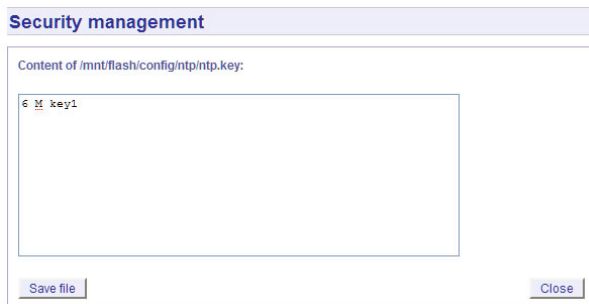 Security management
Content of /mnt/flash/config/ntp/ntp.key:
6 M key1
Save file
Close